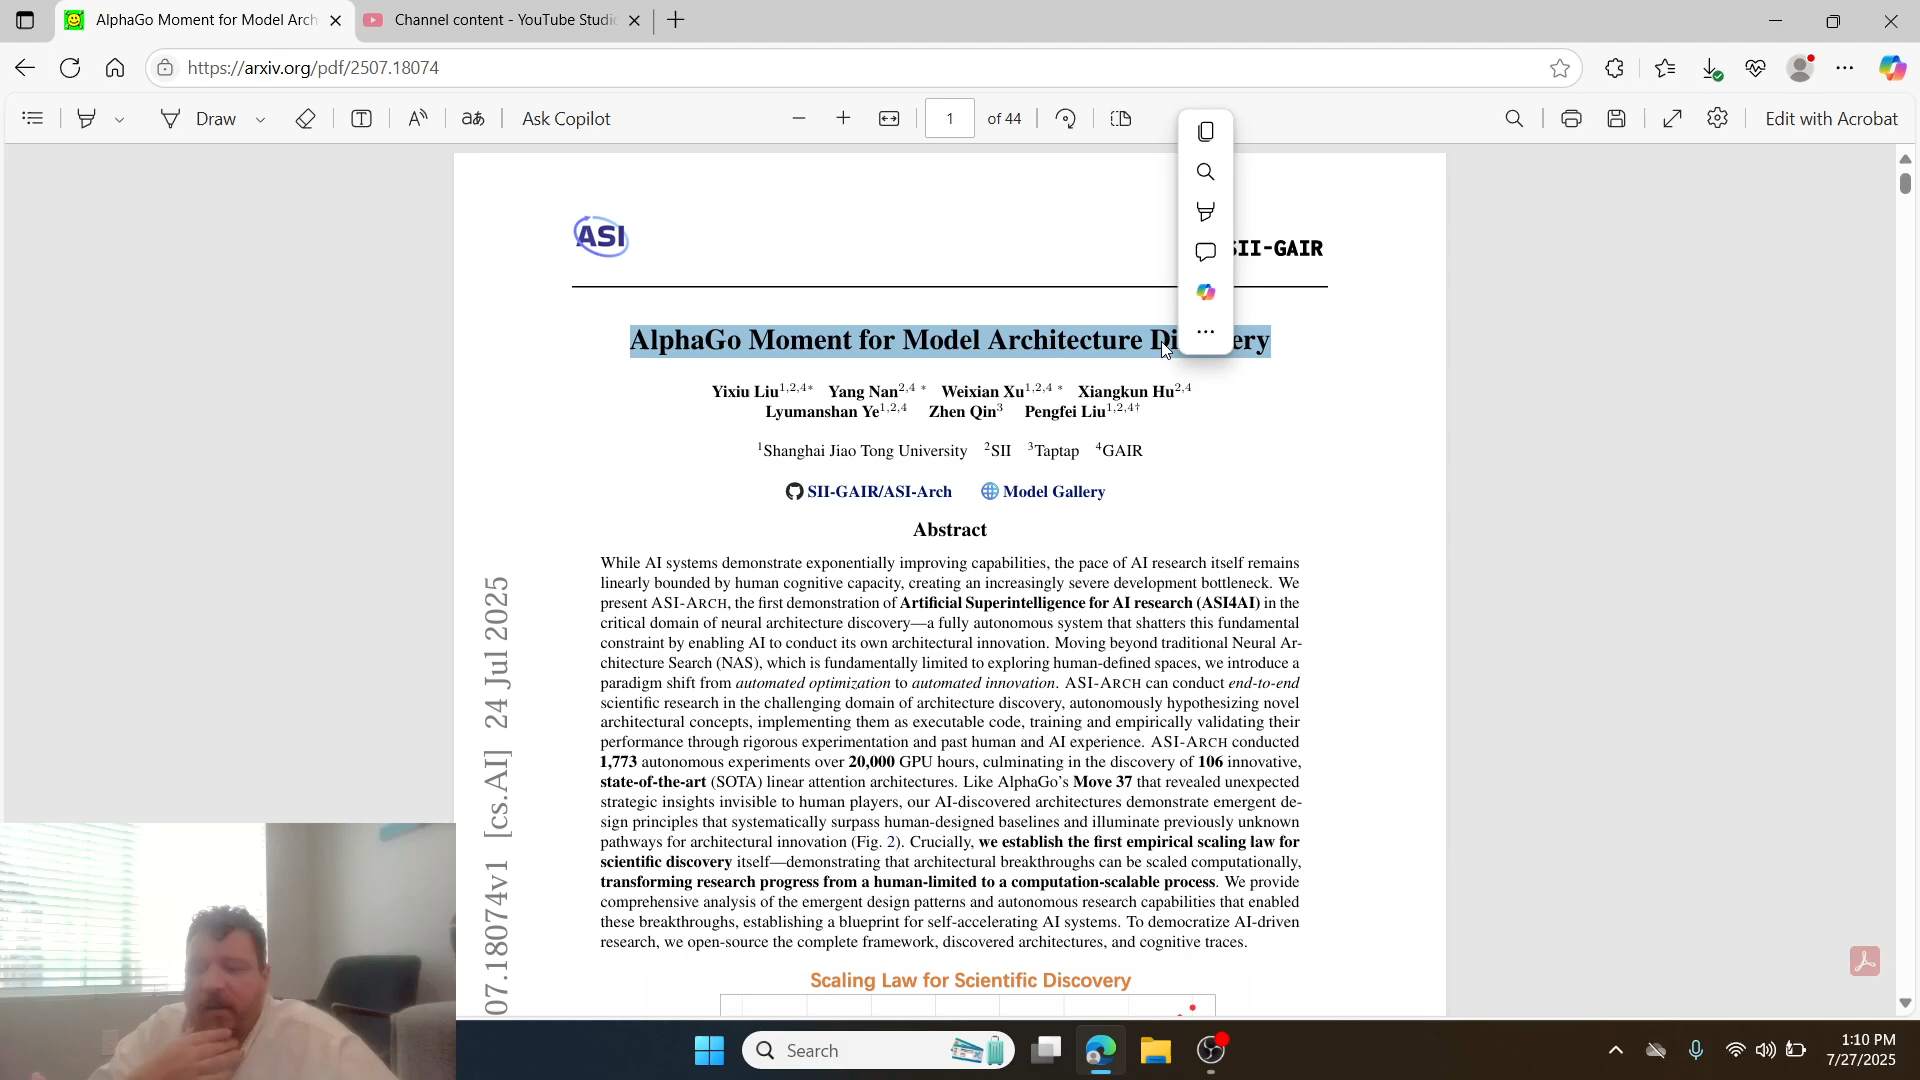 AlphaGo Moment for Model Arch
Channel content - YouTube Studio
https://arxiv.org/pdf/2507.18074
Draw
aあ
Ask Copilot
1
of 44
Edit with Acrobat
ASI
SII-GAIR
AlphaGo Moment for Model Architecture Di ery
Yixiu Liu1,2,4* Yang Nan2,4 * Weixian Xu1,2,4 * Xiangkun Hu2,4
Lyumanshan Ye1,2,4 Zhen Qin3 Pengfei Liu1,2,4†
1Shanghai Jiao Tong University 2SII 3Taptap 4GAIR
SII-GAIR/ASI-Arch Model Gallery
Abstract
While AI systems demonstrate exponentially improving capabilities, the pace of AI research itself remains
linearly bounded by human cognitive capacity, creating an increasingly severe development bottleneck. We
present ASI-ARCH, the first demonstration of Artificial Superintelligence for AI research (ASI4AI) in the
critical domain of neural architecture discovery—a fully autonomous system that shatters this fundamental
constraint by enabling AI to conduct its own architectural innovation. Moving beyond traditional Neural Ar-
chitecture Search (NAS), which is fundamentally limited to exploring human-defined spaces, we introduce a
paradigm shift from automated optimization to automated innovation. ASI-ARCH can conduct end-to-end
scientific research in the challenging domain of architecture discovery, autonomously hypothesizing novel
architectural concepts, implementing them as executable code, training and empirically validating their
performance through rigorous experimentation and past human and AI experience. ASI-ARCH conducted
1,773 autonomous experiments over 20,000 GPU hours, culminating in the discovery of 106 innovative,
state-of-the-art (SOTA) linear attention architectures. Like AlphaGo's Move 37 that revealed unexpected
strategic insights invisible to human players, our AI-discovered architectures demonstrate emergent de-
sign principles that systematically surpass human-designed baselines and illuminate previously unknown
pathways for architectural innovation (Fig. 2). Crucially, we establish the first empirical scaling law for
scientific discovery itself—demonstrating that architectural breakthroughs can be scaled computationally,
transforming research progress from a human-limited to a computation-scalable process. We provide
comprehensive analysis of the emergent design patterns and autonomous research capabilities that enabled
these breakthroughs, establishing a blueprint for self-accelerating AI systems. To democratize AI-driven
research, we open-source the complete framework, discovered architectures, and cognitive traces.
Scaling Law for Scientific Discovery
07.18074v1 [cs.AI] 24 Jul 2025
Search
1:10 PM
7/27/2025